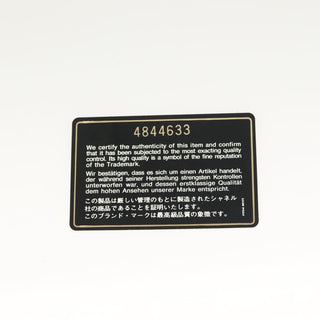 4844633
We certify the authenticity of this item and confirm
that it has been subjected to the most exacting quality
control. Its high quality is a symbol of the fine reputation
of the Trademark.
Wir bestätigen, dass es sich um einen Artikel handelt,
der während seiner Herstellung strengsten Kontrollen
unterworfen war, und dessen erstklassige Qualität
dem hohen Ansehen unserer Marke entspricht.
この製品は厳しい管理のもとに製造されたシャネル
社の商品であることを証明いたします。
このブランド・マークは最高級品質の象徴です。